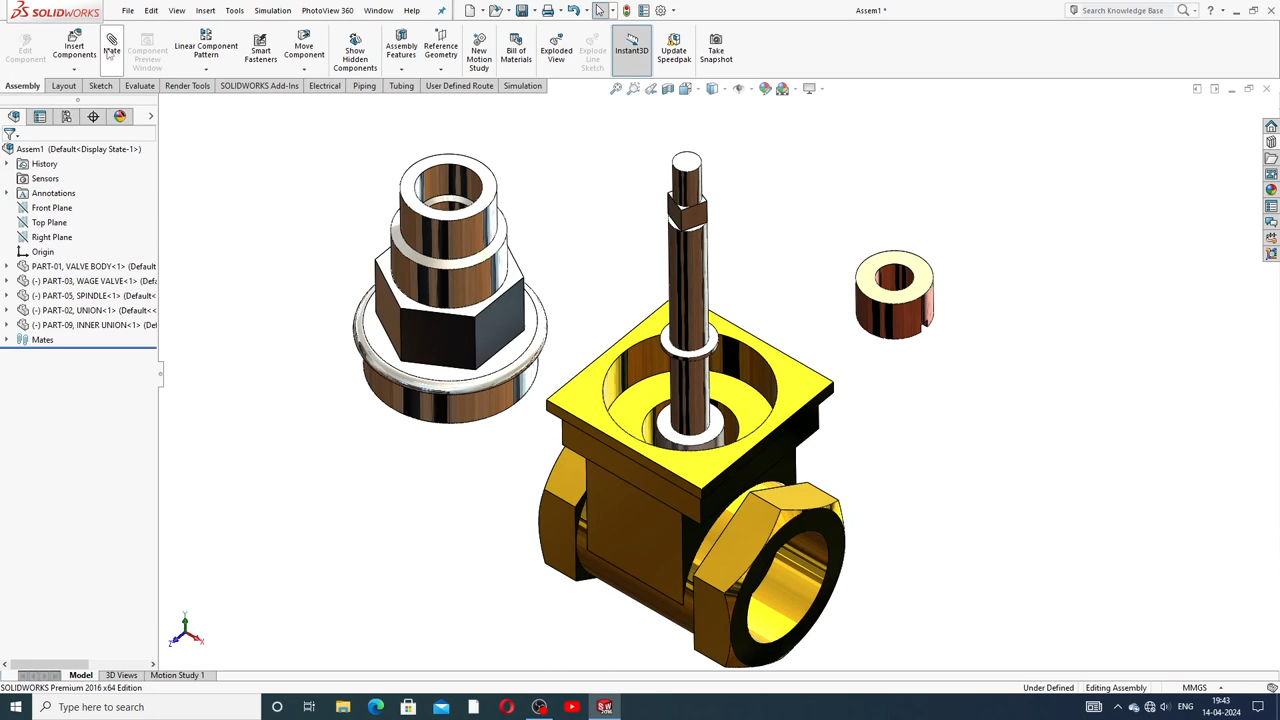 SOLIDWORKS
File Edit View Insert Tools Simulation PhotoView 360 Window Help
Assem1 *
Search Knowledge Base
Edit Component
Insert Components
Mate
Component Preview Window
Linear Component Pattern
Smart Fasteners
Move Component
Show Hidden Components
Assembly Features
Reference Geometry
New Motion Study
Bill of Materials
Exploded View
Explode Line Sketch
Instant3D
Update Speedpak
Take Snapshot
Assembly Layout Sketch Evaluate Render Tools SOLIDWORKS Add-Ins Electrical Piping Tubing User Defined Route Simulation
Assem1 (Default<Display State-1>)
History
Sensors
Annotations
Front Plane
Top Plane
Right Plane
Origin
PART-01, VALVE BODY<1> (Default
(-) PART-03, WAGE VALVE<1> (Defa
(-) PART-05, SPINDLE<1> (Default<
(-) PART-02, UNION<1> (Default<<
(-) PART-09, INNER UNION<1> (Def
Mates
Y
Z X
Model 3D Views Motion Study 1
SOLIDWORKS Premium 2016 x64 Edition
Under Defined Editing Assembly MMGS
Type here to search
ENG
19:43
14-04-2024